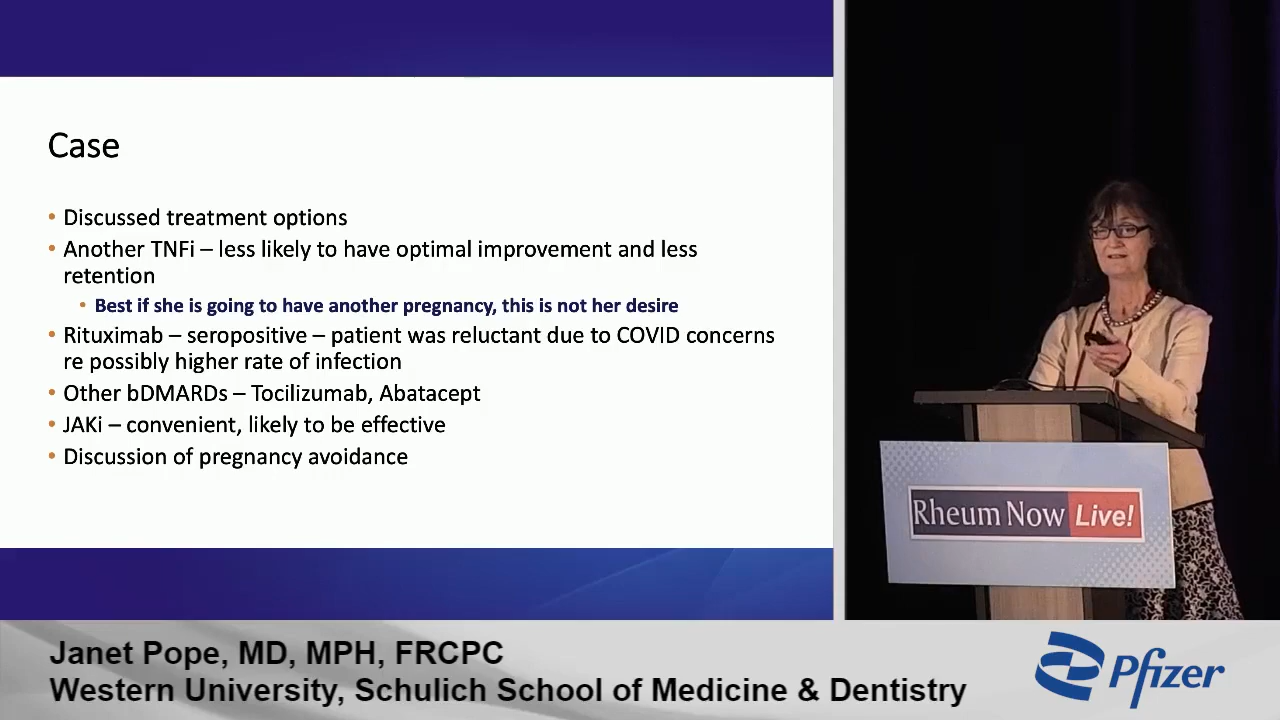 Case
• Discussed treatment options
• Another TNFi – less likely to have optimal improvement and less
retention
• Best if she is going to have another pregnancy, this is not her desire
• Rituximab – seropositive – patient was reluctant due to COVID concerns
re possibly higher rate of infection
• Other bDMARDs – Tocilizumab, Abatacept
• JAKi – convenient, likely to be effective
• Discussion of pregnancy avoidance
Rheum Now Live!
Janet Pope, MD, MPH, FRCPC
Western University, Schulich School of Medicine & Dentistry
Pfizer